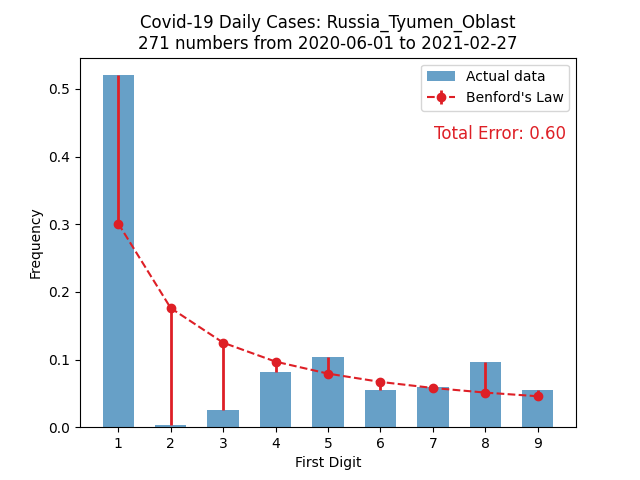 Covid-19 Daily Cases: Russia_Tyumen_Oblast
271 numbers from 2020-06-01 to 2021-02-27
Actual data
Benford's Law
Total Error: 0.60
Frequency
0.5
0.4
0.3
0.2
0.1
0.0
1 2 3 4 5 6 7 8 9
First Digit